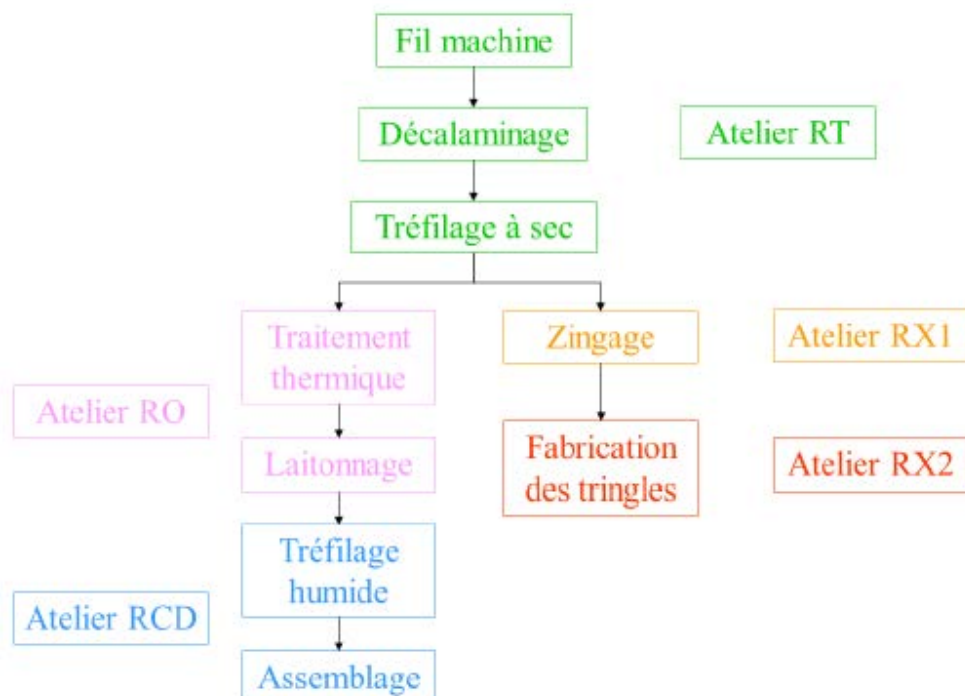 Fil machine
Décalaminage
Atelier RT
Tréfilage à sec
Traitement
thermique
Zingage
Atelier RX1
Atelier RO
Laitonnage
Fabrication
des tringles
Atelier RX2
Tréfilage
humide
Atelier RCD
Assemblage